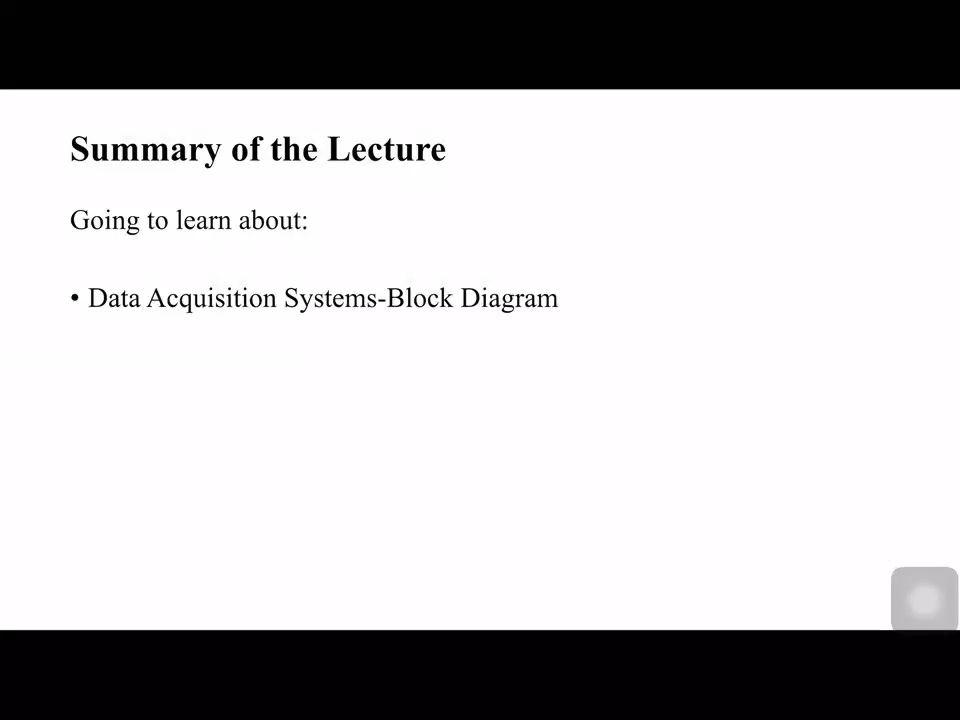 Summary of the Lecture
Going to learn about:
• Data Acquisition Systems-Block Diagram